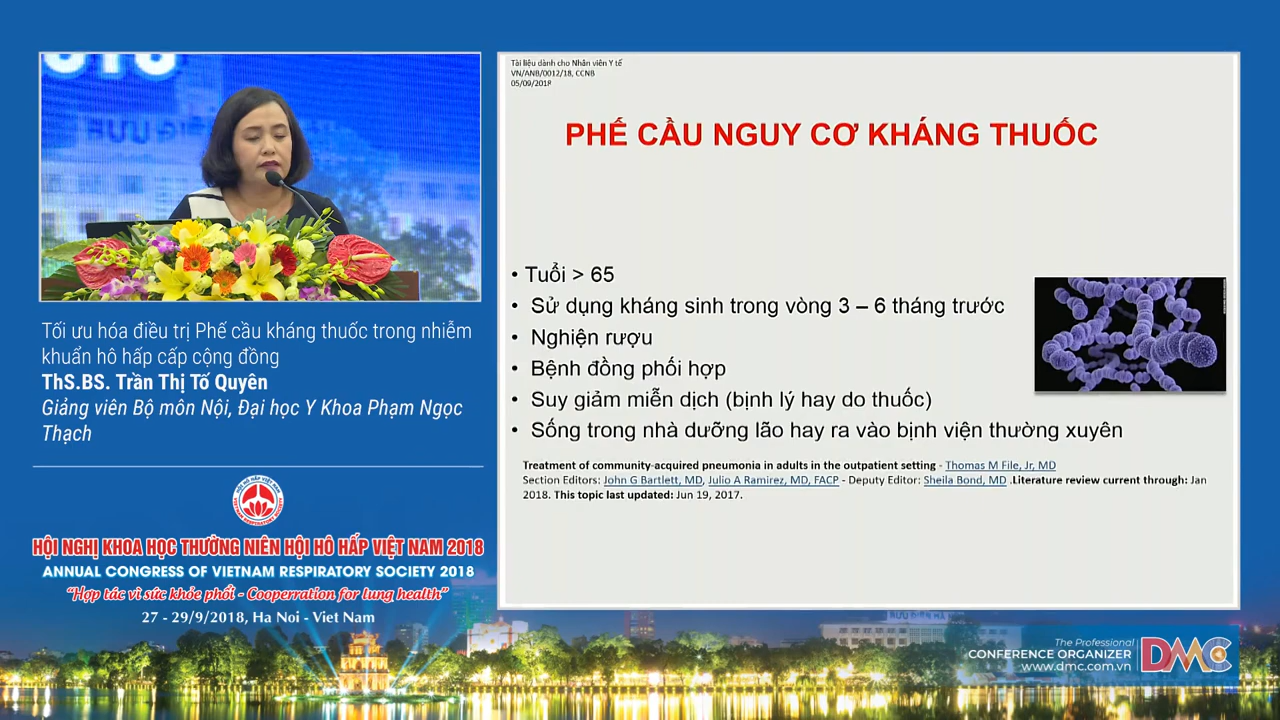 Tài liệu dành cho Nhân viên Y tế
VN/ANB/0012/18, CCNB
05/09/2018
PHẾ CẦU NGUY CƠ KHÁNG THUỐC
• Tuổi > 65
• Sử dụng kháng sinh trong vòng 3 – 6 tháng trước
• Nghiện rượu
• Bệnh đồng phối hợp
• Suy giảm miễn dịch (bịnh lý hay do thuốc)
• Sống trong nhà dưỡng lão hay ra vào bịnh viện thường xuyên
Treatment of community-acquired pneumonia in adults in the outpatient setting - Thomas M File, Jr, MD
Section Editors: John G Bartlett, MD, Julio A Ramirez, MD, FACP - Deputy Editor: Sheila Bond, MD .Literature review current through: Jan
2018. This topic last updated: Jun 19, 2017.
Tối ưu hóa điều trị Phế cầu kháng thuốc trong nhiễm
khuẩn hô hấp cấp cộng đồng
ThS.BS. Trần Thị Tố Quyên
Giảng viên Bộ môn Nội, Đại học Y Khoa Phạm Ngọc
Thạch
HỘI NGHỊ KHOA HỌC THƯỜNG NIÊN HỘI HÔ HẤP VIỆT NAM 2018
ANNUAL CONGRESS OF VIETNAM RESPIRATORY SOCIETY 2018
“Hợp tác vì sức khỏe phổi - Cooperration for lung health”
27 - 29/9/2018, Ha Noi - Viet Nam
The Professional
CONFERENCE ORGANIZER
www.dmc.com.vn
DMC